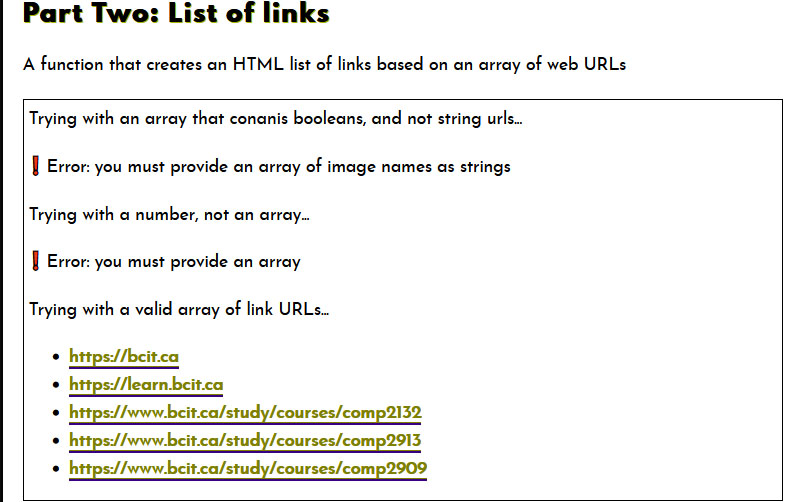 Part Two: List of links
A function that creates an HTML list of links based on an array of web URLs
Trying with an array that conanis booleans, and not string urls...
❗ Error: you must provide an array of image names as strings
Trying with a number, not an array...
❗ Error: you must provide an array
Trying with a valid array of link URLs...
• https://bcit.ca
• https://learn.bcit.ca
• https://www.bcit.ca/study/courses/comp2132
• https://www.bcit.ca/study/courses/comp2913
• https://www.bcit.ca/study/courses/comp2909